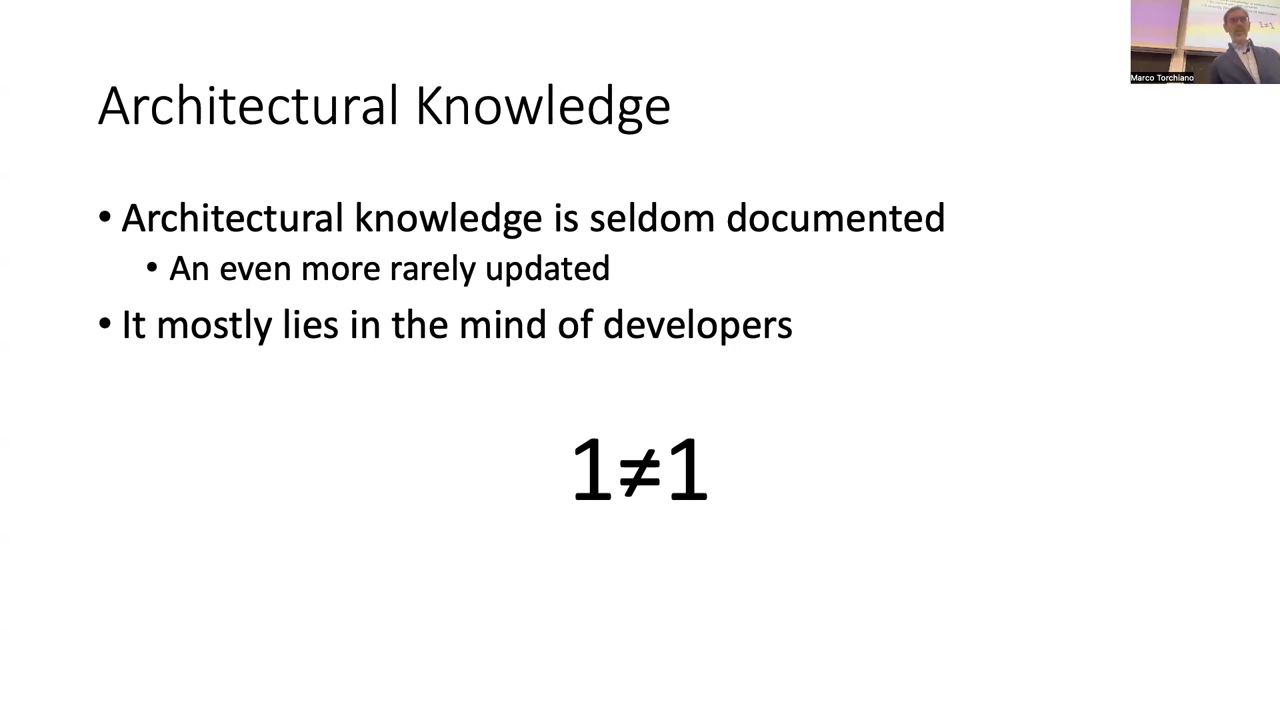 Marco Torchiano
Architectural Knowledge
• Architectural knowledge is seldom documented
• An even more rarely updated
• It mostly lies in the mind of developers
1≠1